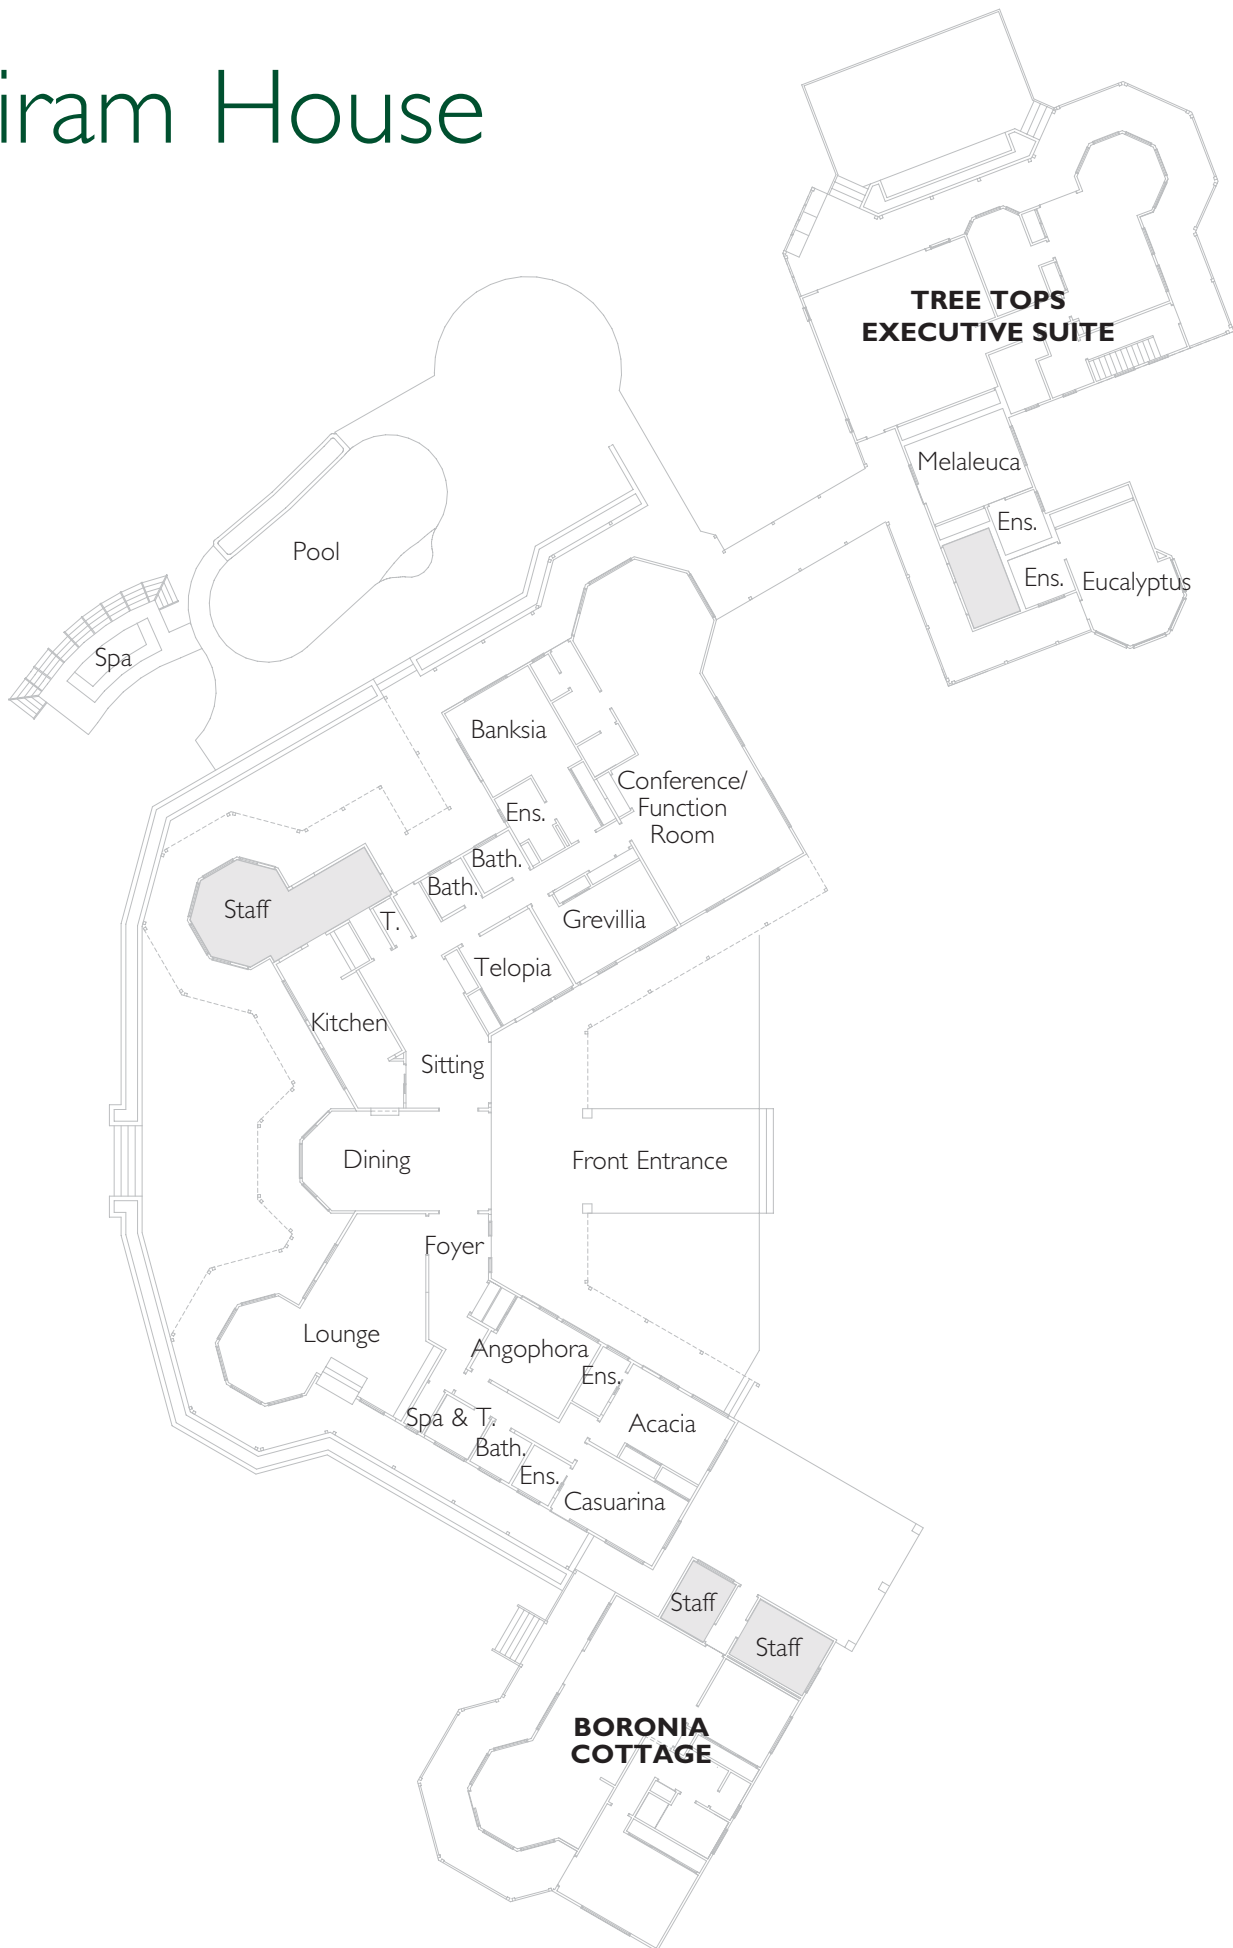 iram House
TREE TOPS
EXECUTIVE SUITE
Melaleuca
Ens.
Pool
Ens.
Eucalyptus
Spa
Banksia
Conference/
Function
Room
Ens.
Bath.
Bath.
Staff
T.
Grevillia
Telopia
Kitchen
Sitting
Dining
Front Entrance
Foyer
Lounge
Angophora
Ens.
Spa & T.
Acacia
Bath.
Ens.
Casuarina
Staff
Staff
BORONIA
COTTAGE